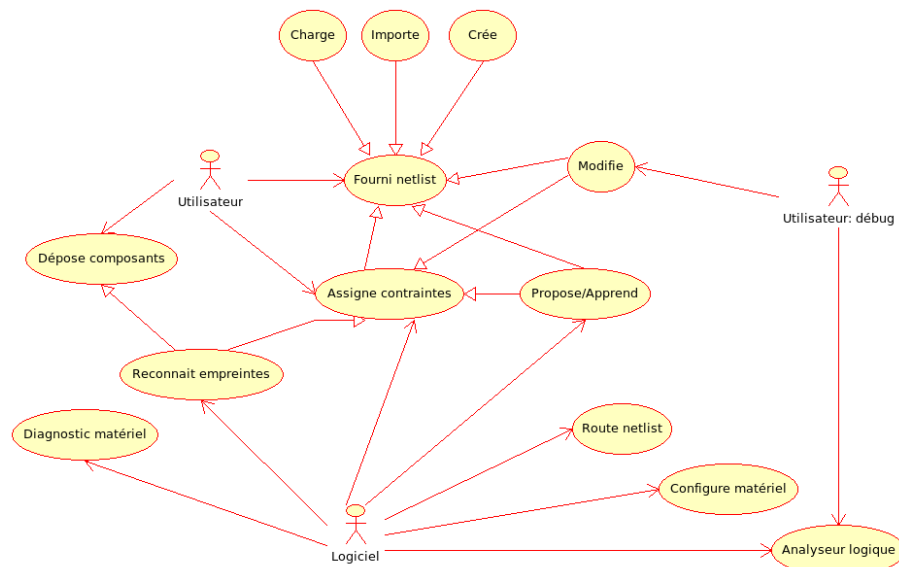 Charge
Importe
Crée
Fourni netlist
Modifie
Utilisateur
Utilisateur: débug
Dépose composants
Assigne contraintes
Propose/Apprend
Reconnait empreintes
Diagnostic matériel
Route netlist
Configure matériel
Logiciel
Analyseur logique